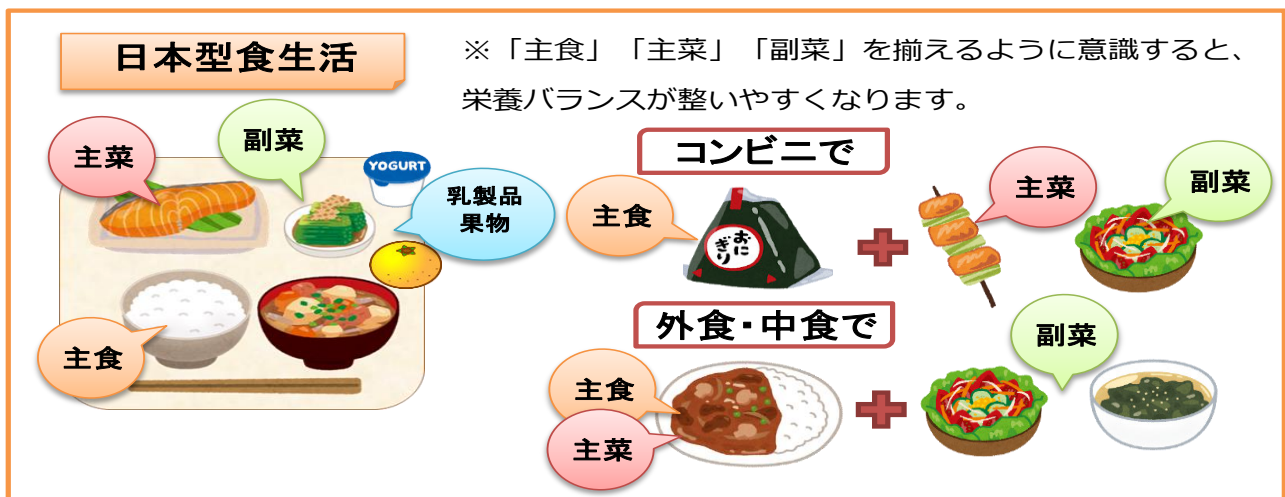 日本型食生活
※「主食」「主菜」「副菜」を揃えるように意識すると、
栄養バランスが整いやすくなります。
主菜
副菜
YOGURT
乳製品
果物
主食
コンビニで
主食
おに
ぎり
主菜
副菜
外食・中食で
主食
主菜
副菜